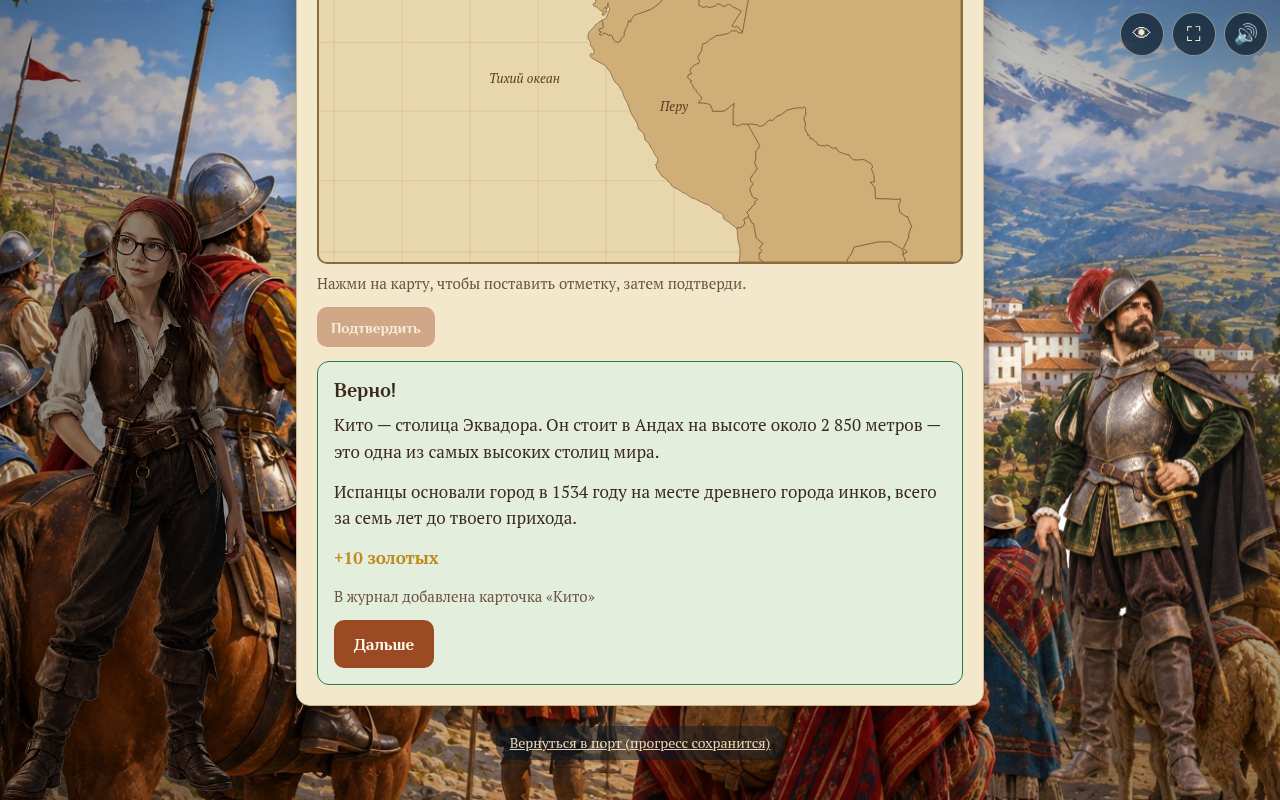 Тихий океан
Перу
Нажми на карту, чтобы поставить отметку, затем подтверди.
Подтвердить
Верно!
Кито — столица Эквадора. Он стоит в Андах на высоте около 2 850 метров —
это одна из самых высоких столиц мира.
Испанцы основали город в 1534 году на месте древнего города инков, всего
за семь лет до твоего прихода.
+10 золотых
В журнал добавлена карточка «Кито»
Дальше
Вернуться в порт (прогресс сохранится)